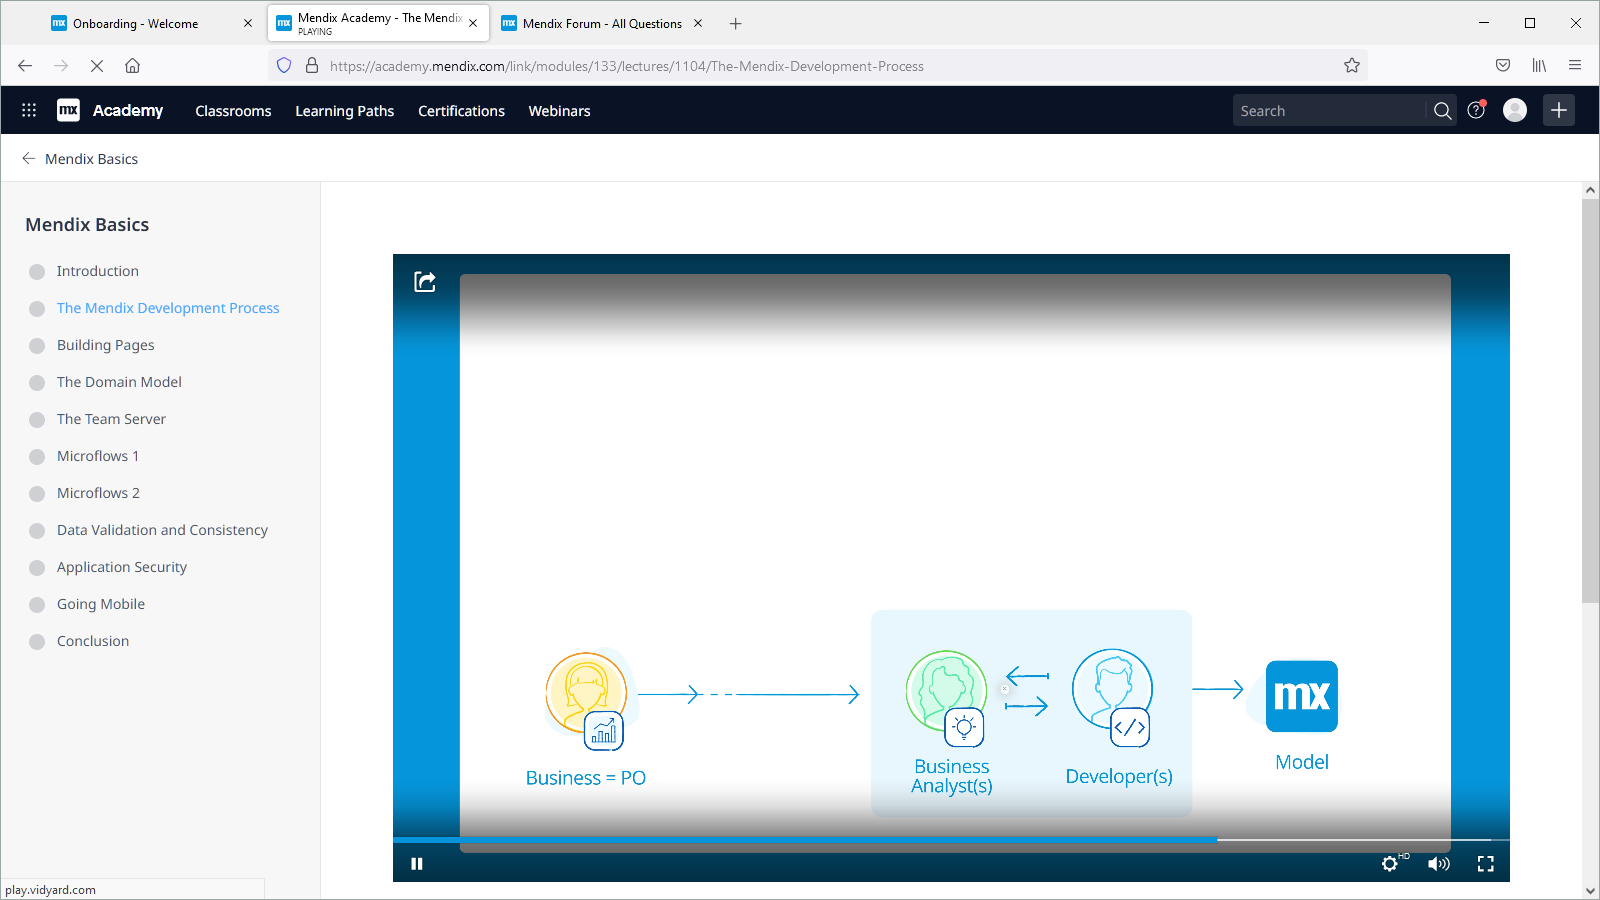 Onboarding - Welcome
Mendix Academy - The Mendix
PLAYING
Mendix Forum - All Questions
https://academy.mendix.com/link/modules/133/lectures/1104/The-Mendix-Development-Process
mx Academy
Classrooms
Learning Paths
Certifications
Webinars
Search
Mendix Basics
Mendix Basics
Introduction
The Mendix Development Process
Building Pages
The Domain Model
The Team Server
Microflows 1
Microflows 2
Data Validation and Consistency
Application Security
Going Mobile
Conclusion
Business = PO
Business
Analyst(s)
Developer(s)
mx
Model
HD
play.vidyard.com